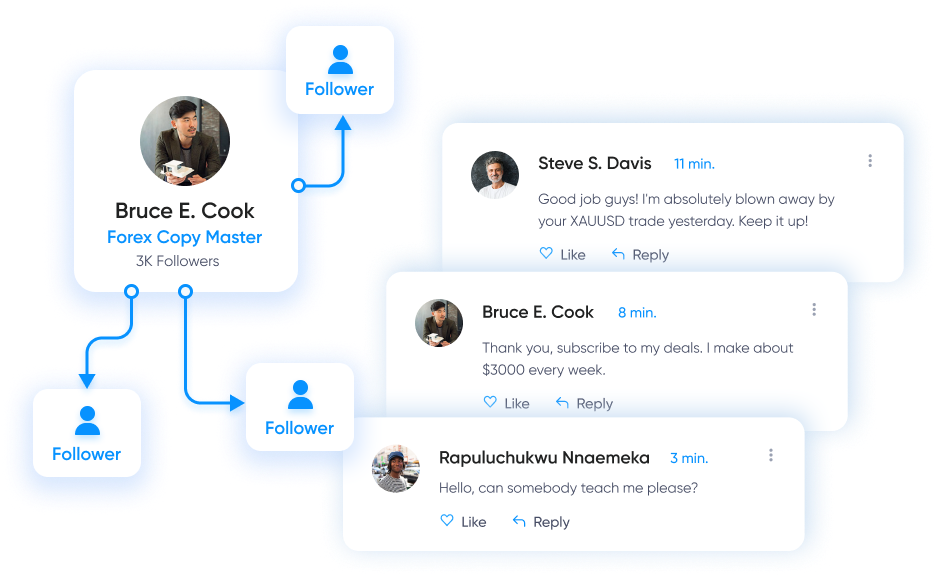 Follower
Bruce E. Cook
Forex Copy Master
3K Followers
Follower
Follower
Steve S. Davis 11 min.
Good job guys! I'm absolutely blown away by
your XAUUSD trade yesterday. Keep it up!
Like Reply
Bruce E. Cook 8 min.
Thank you, subscribe to my deals. I make about
$3000 every week.
Like Reply
Rapuluchukwu Nnaemeka 3 min.
Hello, can somebody teach me please?
Like Reply